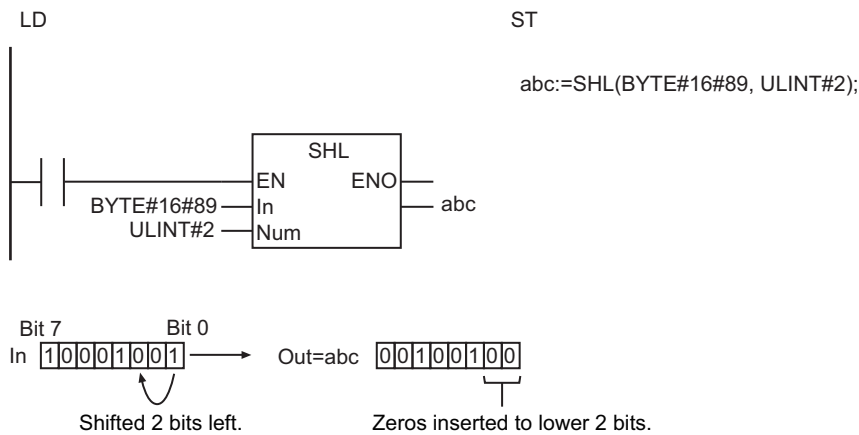 LD
ST
abc:=SHL(BYTE#16#89, ULINT#2);
SHL
EN ENO
BYTE#16#89 In abc
ULINT#2 Num
Bit 7 Bit 0
In 1 0 0 0 1 0 0 1 Out=abc 0 0 1 0 0 1 0 0
Shifted 2 bits left. Zeros inserted to lower 2 bits.